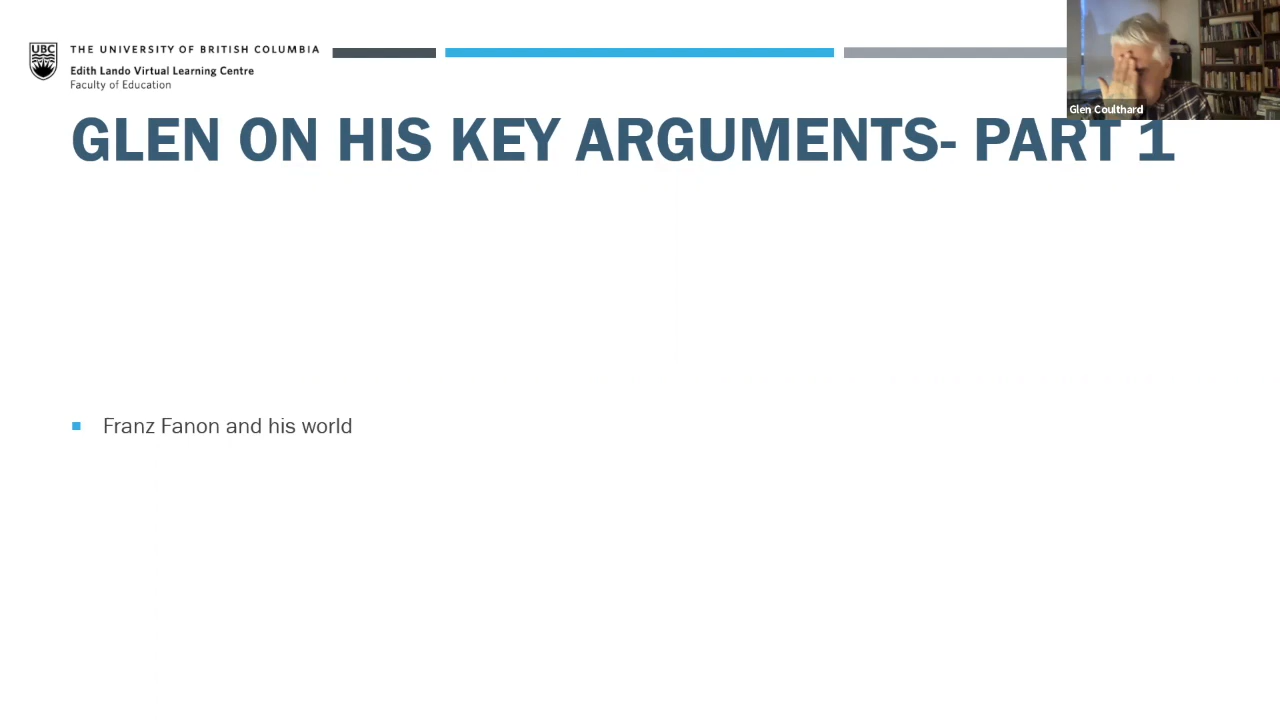 UBC
THE UNIVERSITY OF BRITISH COLUMBIA
Edith Lando Virtual Learning Centre
Faculty of Education
Glen Coulthard
GLEN ON HIS KEY ARGUMENTS- PART 1
Franz Fanon and his world